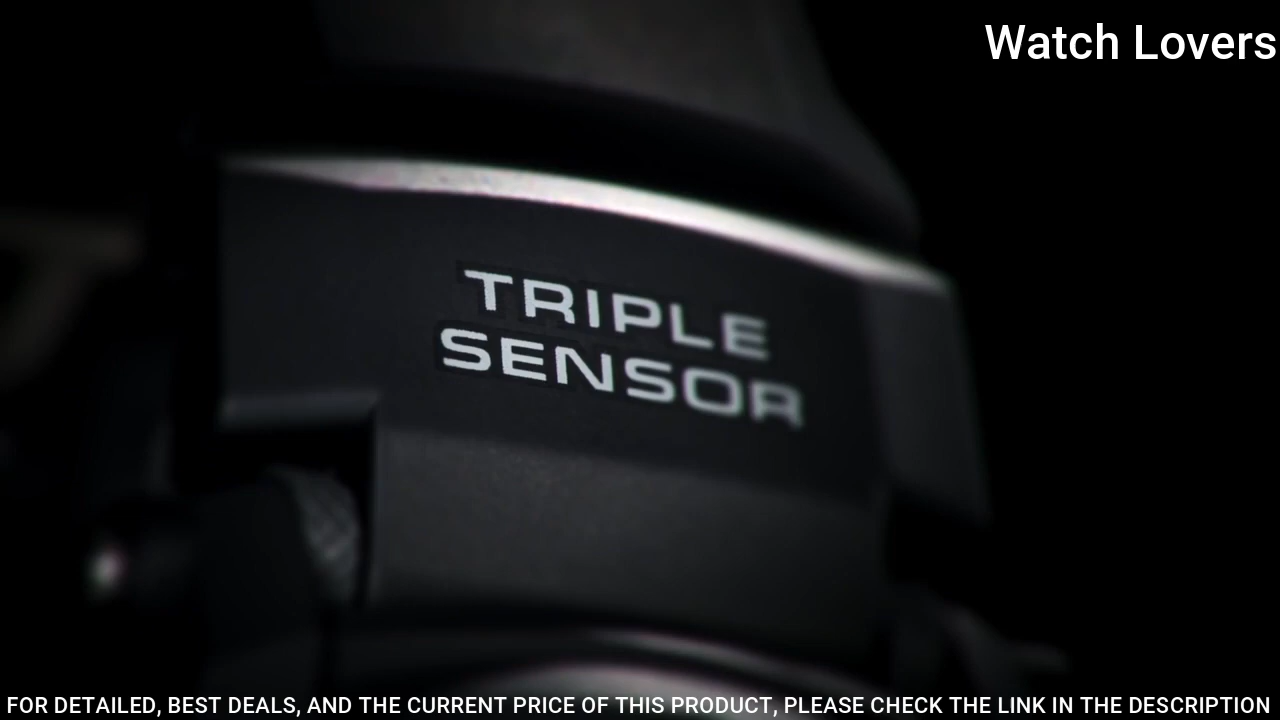 Watch Lovers
TRIPLE
SENSOR
FOR DETAILED, BEST DEALS, AND THE CURRENT PRICE OF THIS PRODUCT, PLEASE CHECK THE LINK IN THE DESCRIPTION